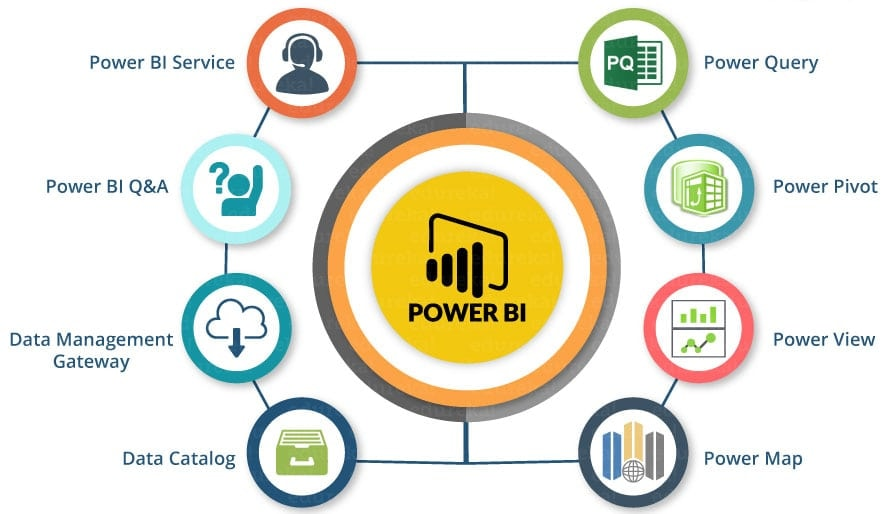 Power BI Service
Power Query
PQ
Power BI Q&A
?
Power Pivot
POWER BI
Data Management
Gateway
Power View
Data Catalog
Power Map
edureka!